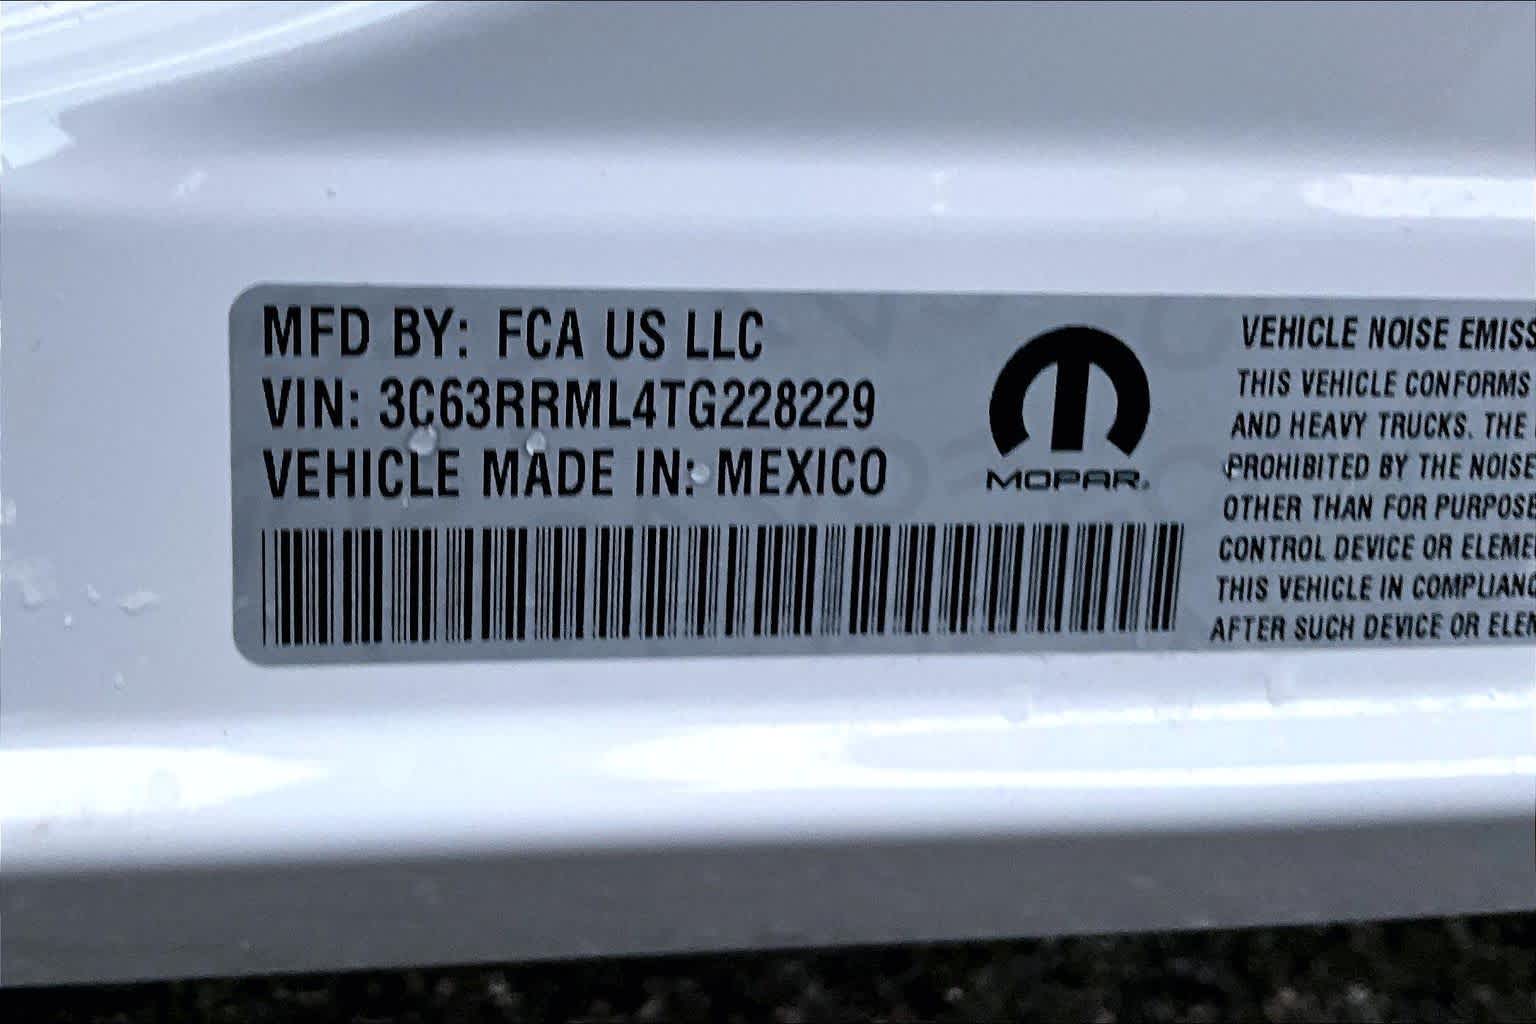 MFD BY: FCA US LLC
VIN: 3C63RRML4TG228229
VEHICLE MADE IN: MEXICO
MOPAR®
VEHICLE NOISE EMISS
THIS VEHICLE CONFORMS
AND HEAVY TRUCKS. THE
PROHIBITED BY THE NOISE
OTHER THAN FOR PURPOSE
CONTROL DEVICE OR ELEME
THIS VEHICLE IN COMPLIANC
AFTER SUCH DEVICE OR ELEM